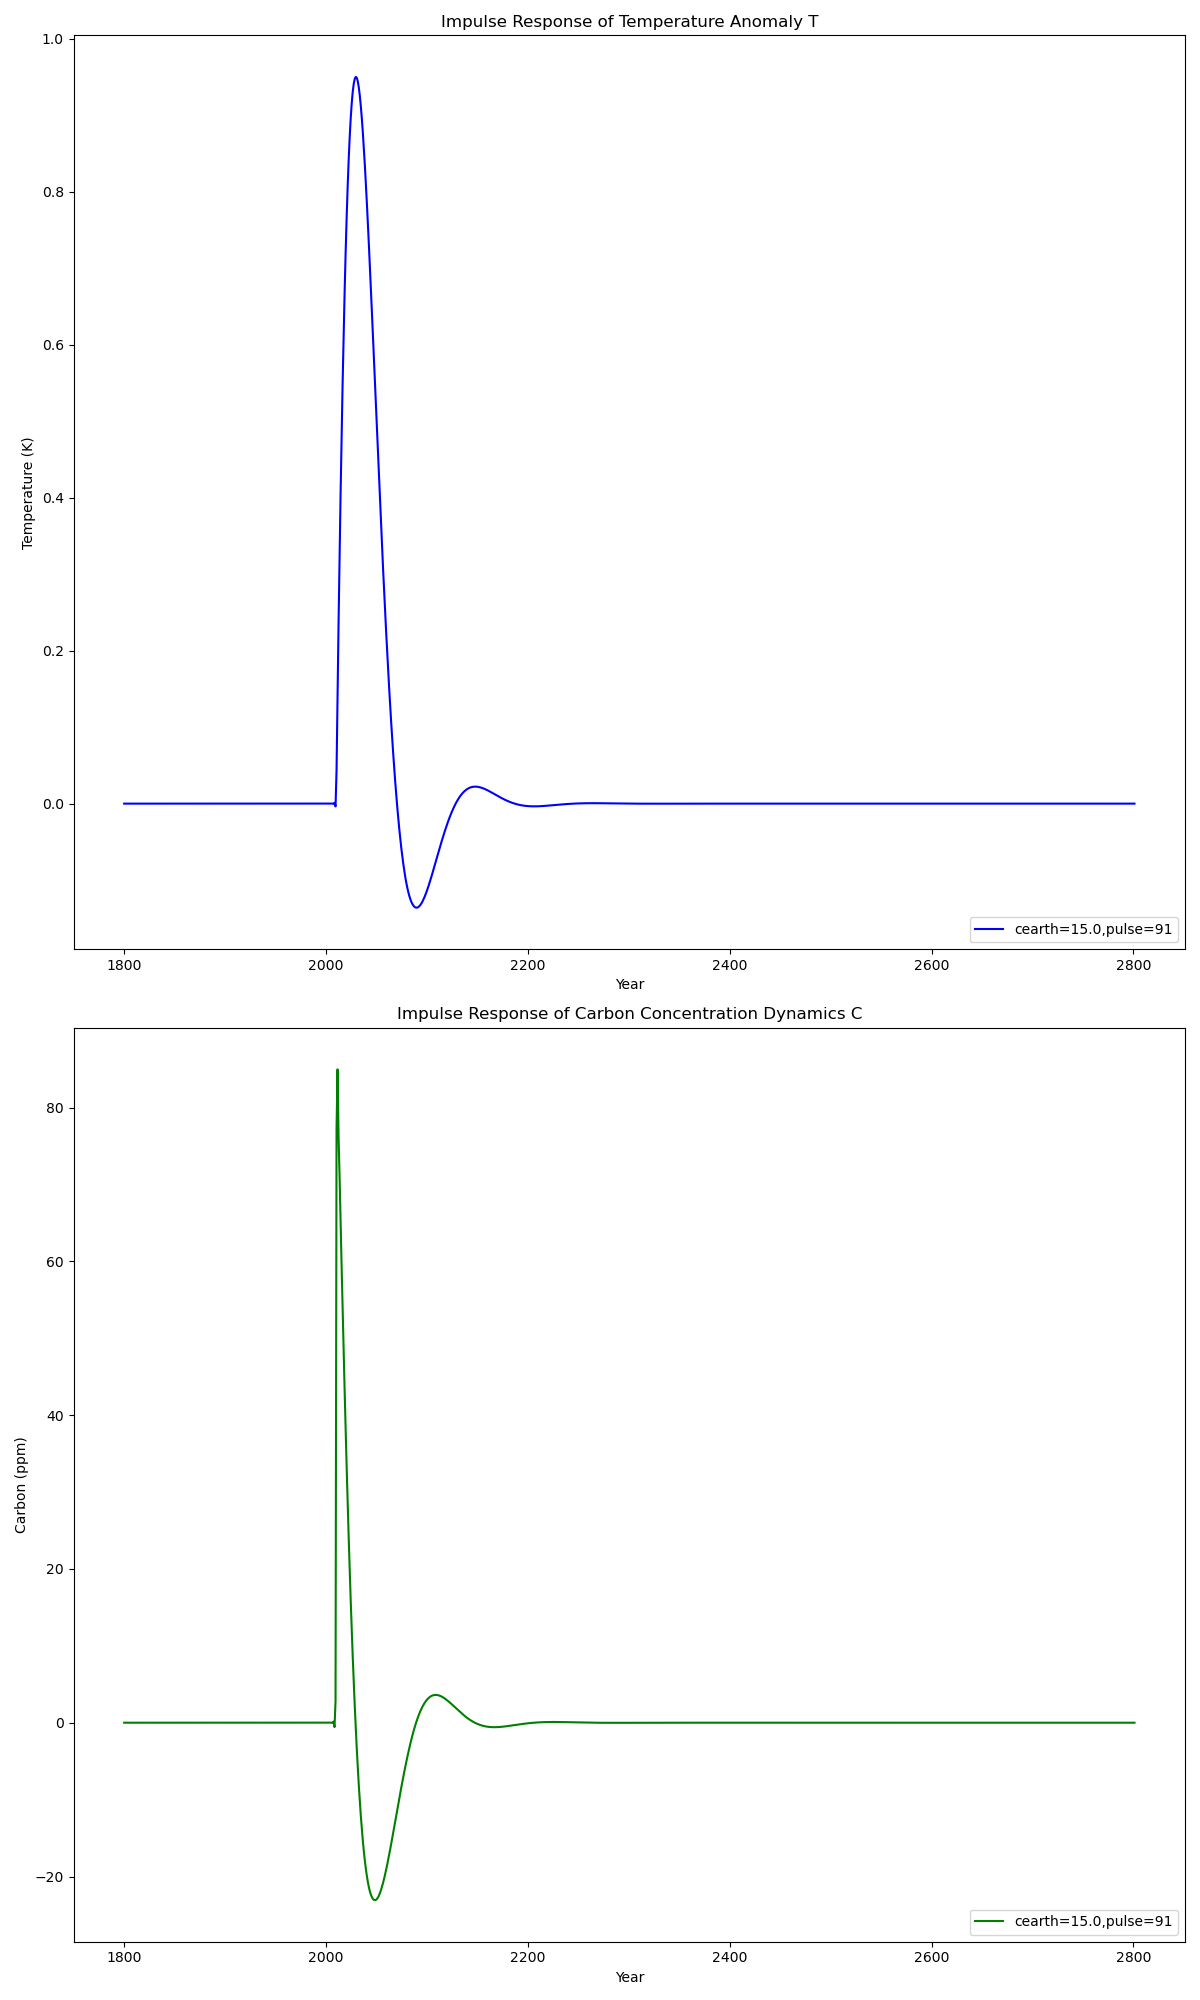 Impulse Response of Temperature Anomaly T
1.0
0.8
0.6
0.4
0.2
0.0
Temperature (K)
cearth=15.0,pulse=91
1800 2000 2200 2400 2600 2800
Year
Impulse Response of Carbon Concentration Dynamics C
80
60
40
20
0
−20
Carbon (ppm)
cearth=15.0,pulse=91
1800 2000 2200 2400 2600 2800
Year